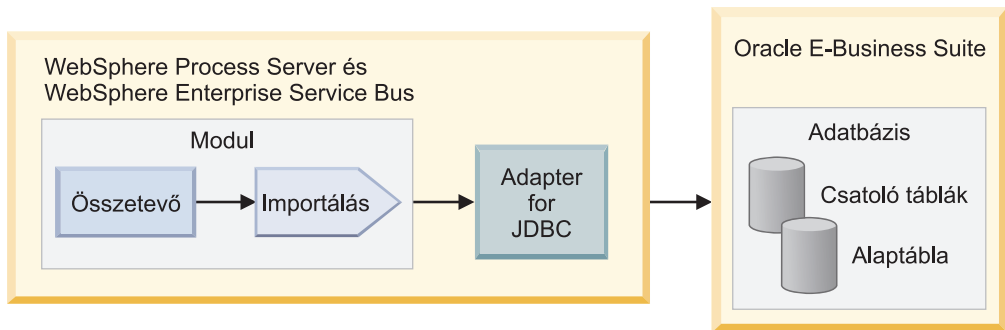 WebSphere Process Server és
WebSphere Enterprise Service Bus
Modul
Összetevő
Importálás
Adapter
for
JDBC
Oracle E-Business Suite
Adatbázis
Csatoló táblák
Alaptábla